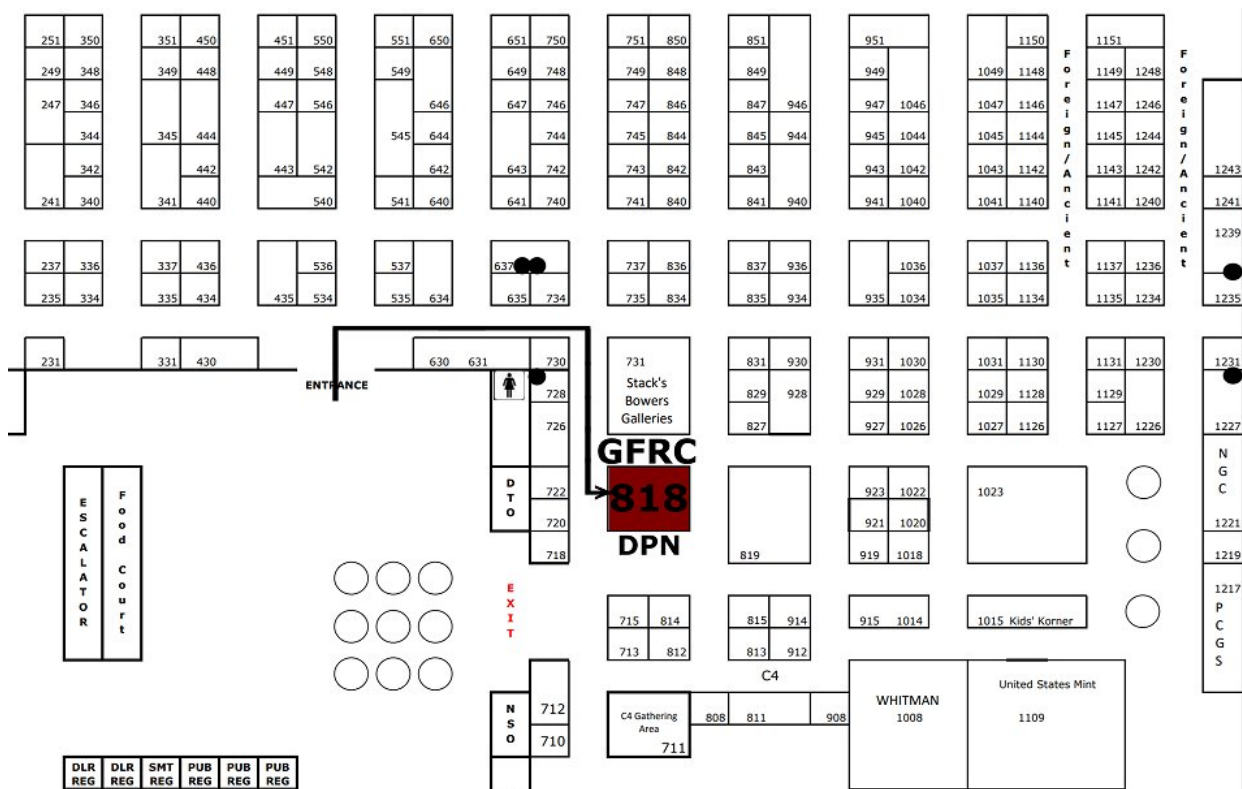 251 350 351 450 451 550 551 650 651 750 751 850 851 951 1150 1151
249 348 349 448 449 548 549 649 748 749 848 849 949 1049 1148 1149 1248
247 346 447 546 646 647 746 747 846 847 946 947 1046 1047 1146 1147 1246
344 345 444 545 644 744 745 844 845 944 945 1044 1045 1144 1145 1244
342 442 443 542 642 643 742 743 842 843 943 1042 1043 1142 1143 1242 1243
241 340 341 440 540 541 640 641 740 741 840 841 940 941 1040 1041 1140 1141 1240 1241
Foreign/Ancient
Foreign/Ancient
1239
237 336 337 436 536 537 637 737 836 837 936 1036 1037 1136 1137 1236
235 334 335 434 435 534 535 634 635 734 735 834 835 934 935 1034 1035 1134 1135 1234 1235
231 331 430 630 631 730 731 831 930 931 1030 1031 1130 1131 1230 1231
ENTRANCE
Stack's
Bowers
Galleries
728 829 928 929 1028 1029 1128 1129
726 827 927 1026 1027 1126 1127 1226 1227
GFRC
818
DPN
ESCALATOR
Food Court
DTO
722 923 1022 1023
720 921 1020 1221
718 819 919 1018 1219
NGC
EXIT
1217
PCGS
715 814 815 914 915 1014 1015 Kids' Korner
713 812 813 912
C4
NSO
712
710
C4 Gathering
Area
711
808 811 908
WHITMAN
1008
United States Mint
1109
DLR
REG
DLR
REG
SMT
REG
PUB
REG
PUB
REG
PUB
REG